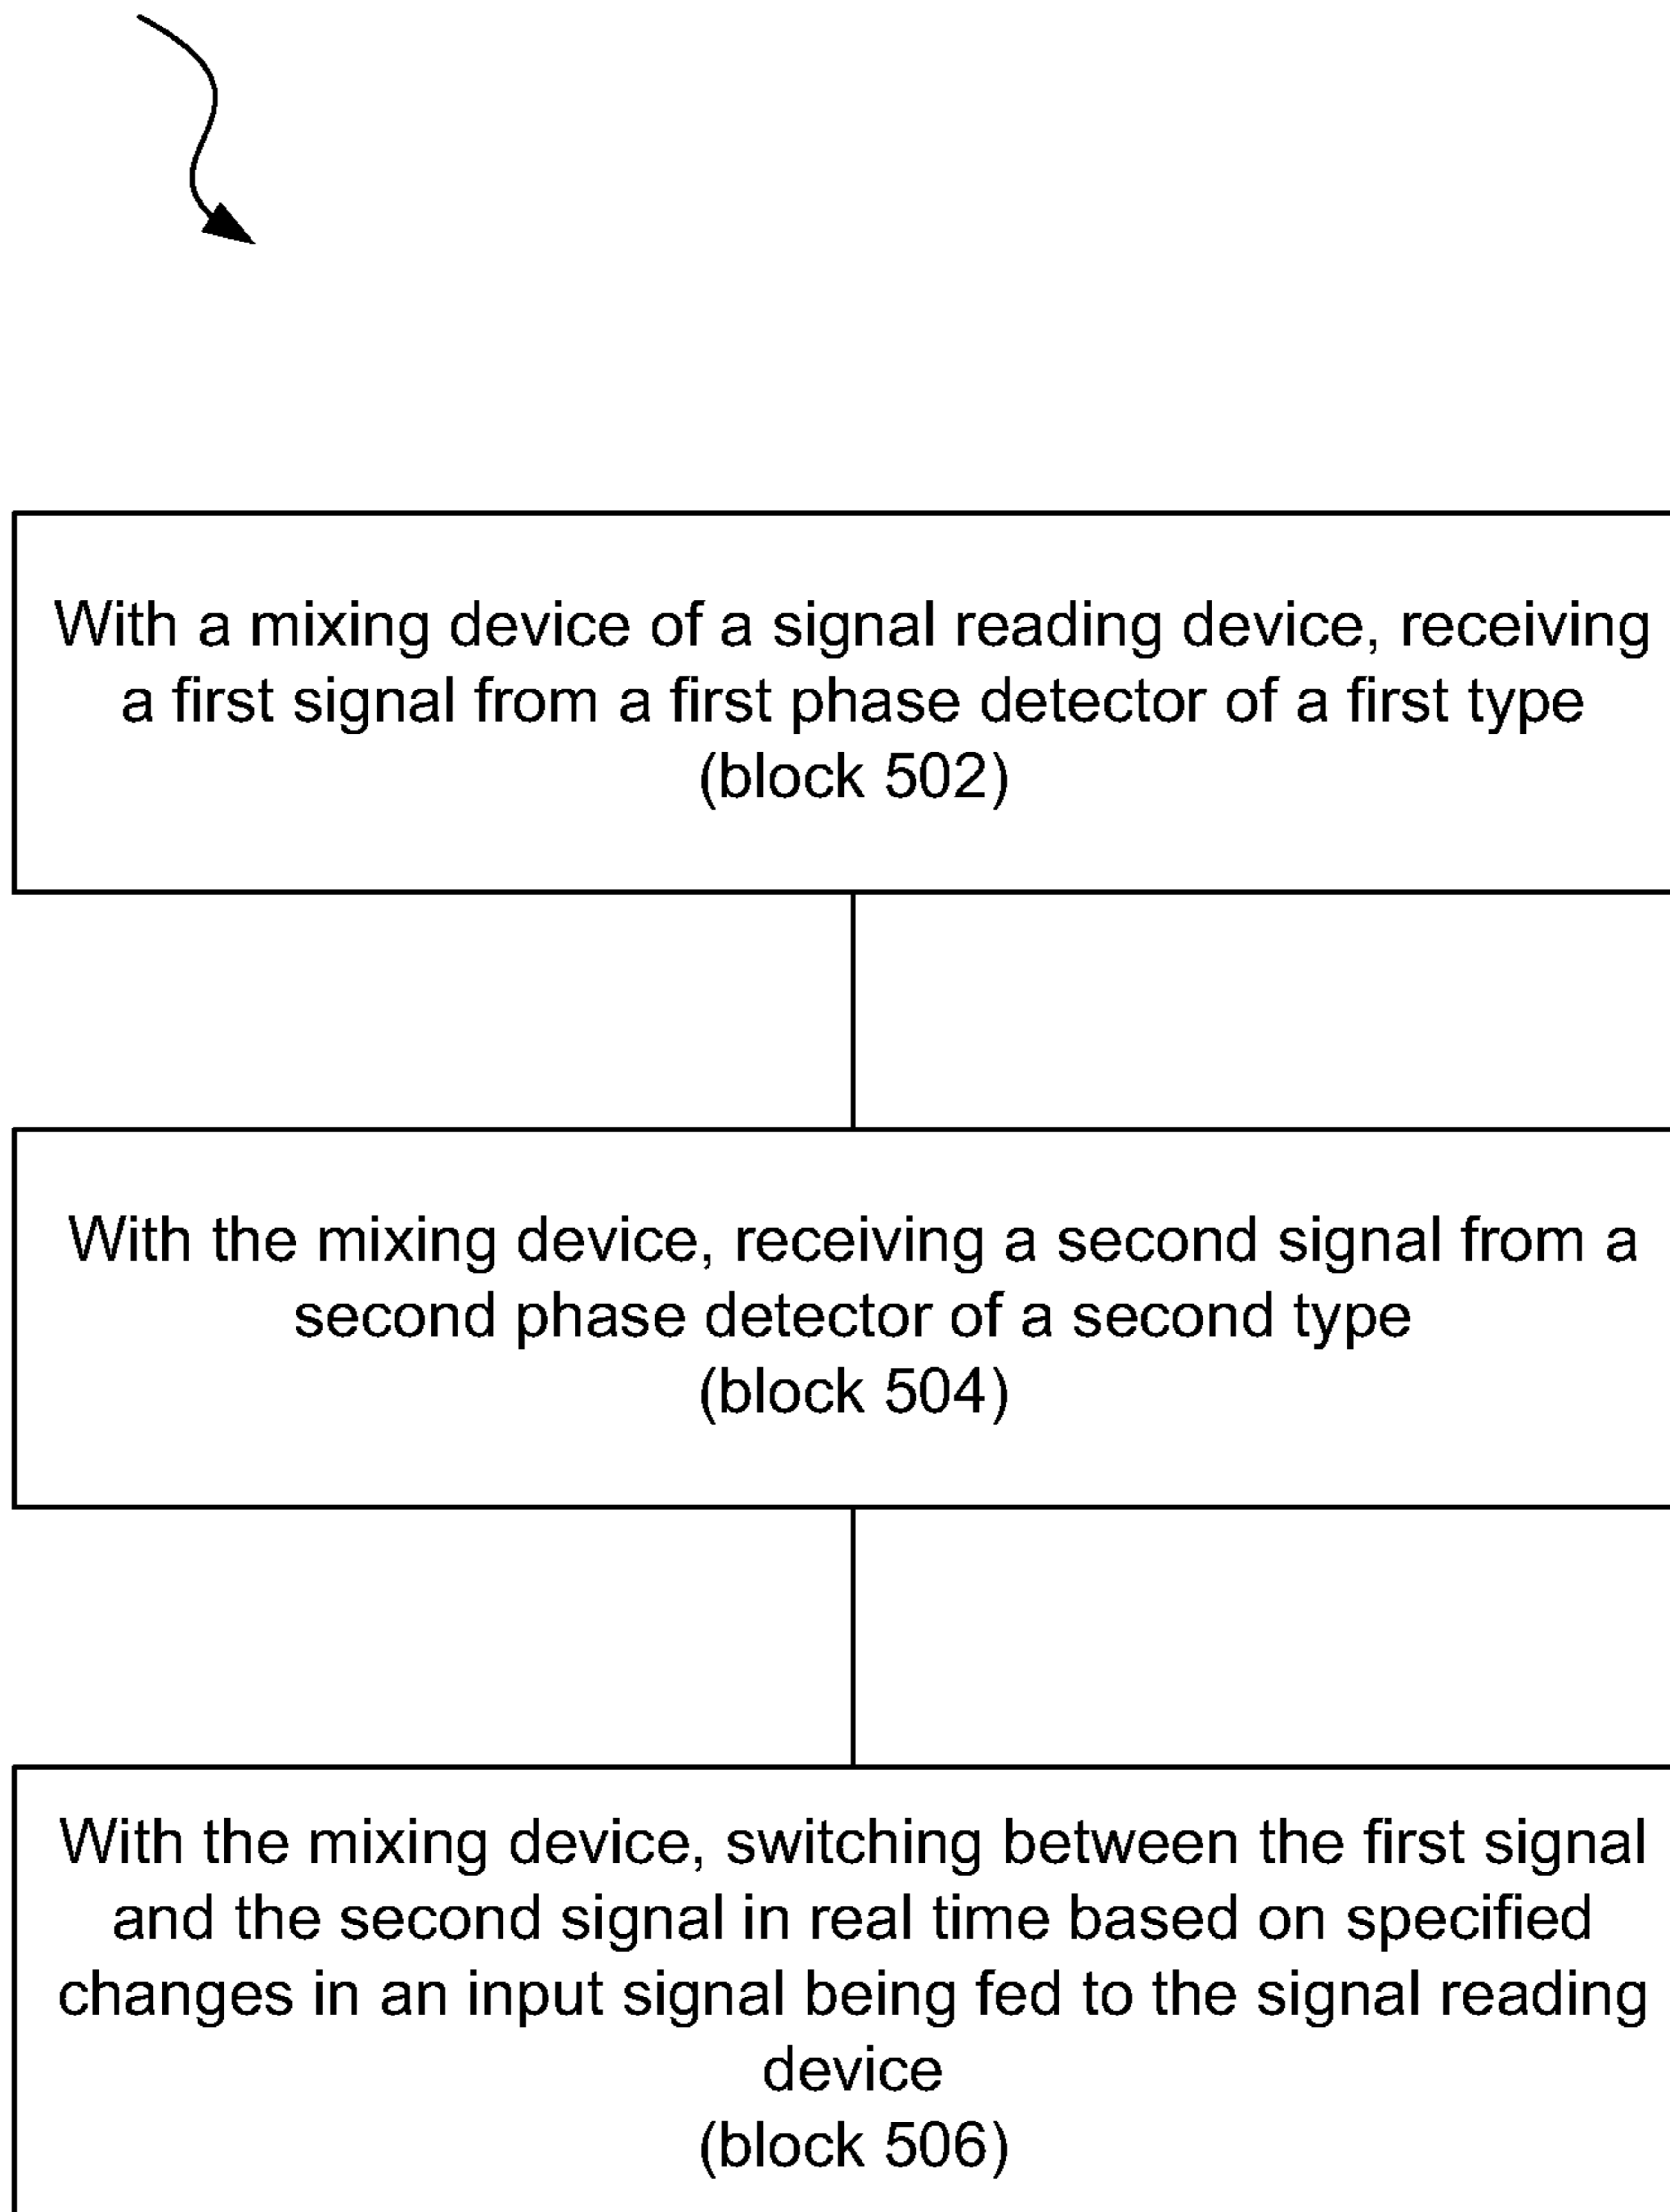 With a mixing device of a signal reading device, receiving
a first signal from a first phase detector of a first type
(block 502)
With the mixing device, receiving a second signal from a
second phase detector of a second type
(block 504)
With the mixing device, switching between the first signal
and the second signal in real time based on specified
changes in an input signal being fed to the signal reading
device
(block 506)